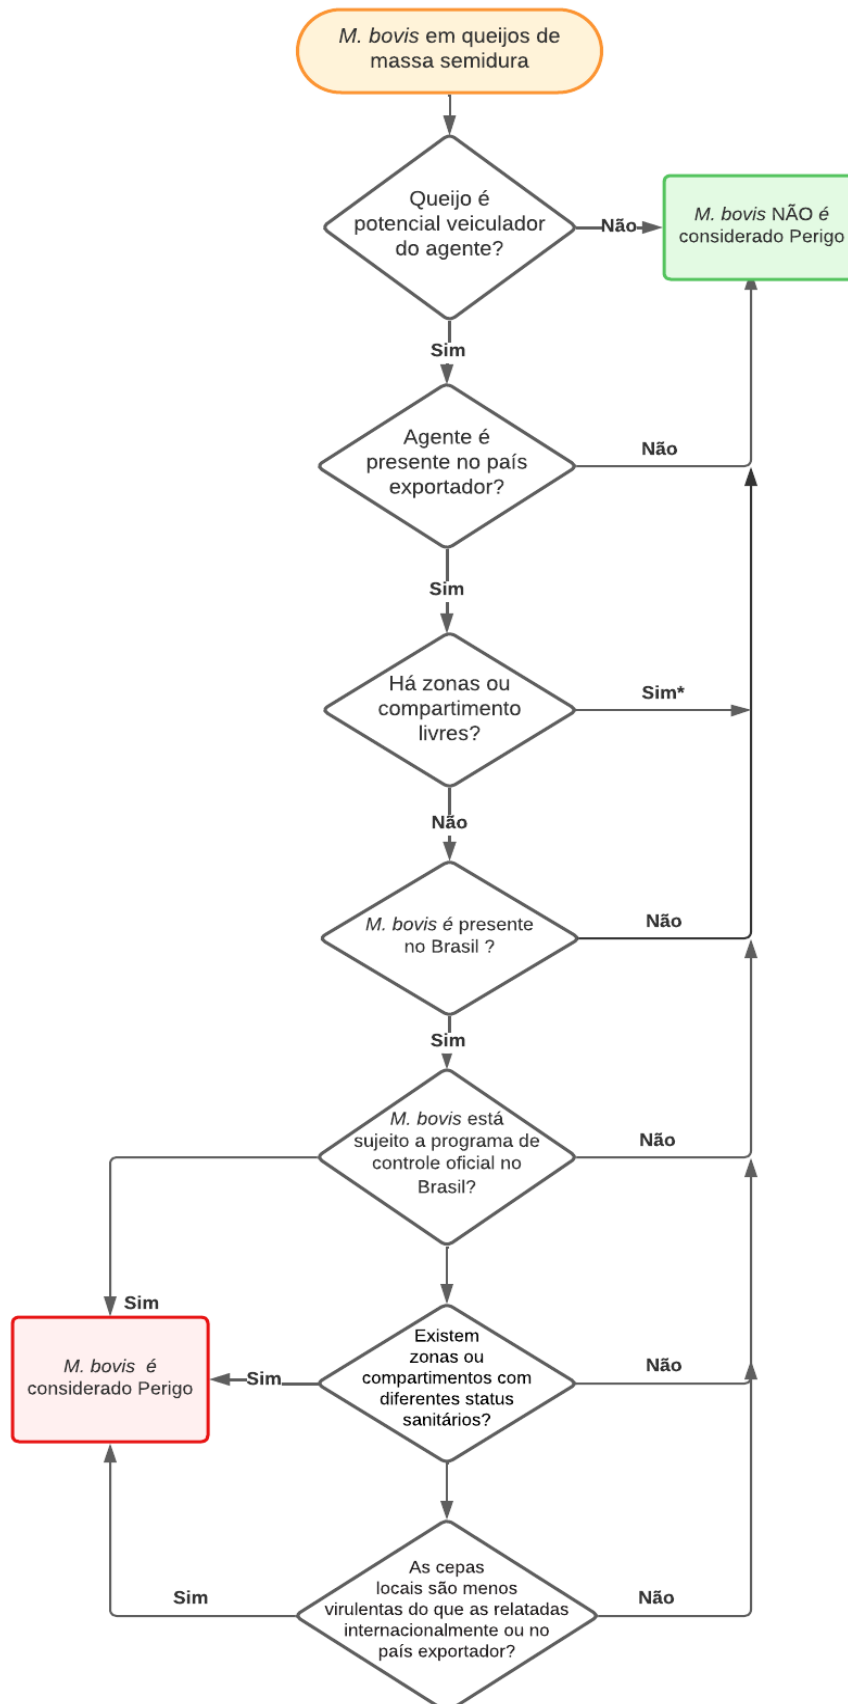 M. bovis em queijos de
massa semidura
Queijo é
potencial veiculador
do agente?
Não
M. bovis NÃO é
considerado Perigo
Sim
Agente é
presente no país
exportador?
Não
Sim
Há zonas ou
compartimento
livres?
Sim*
Não
M. bovis é presente
no Brasil ?
Não
Sim
M. bovis está
sujeito a programa de
controle oficial no
Brasil?
Não
Sim
Existem
zonas ou
compartimentos com
diferentes status
sanitários?
Não
Sim
M. bovis é
considerado Perigo
As cepas
locais são menos
virulentas do que as relatadas
internacionalmente ou no
país exportador?
Sim
Não